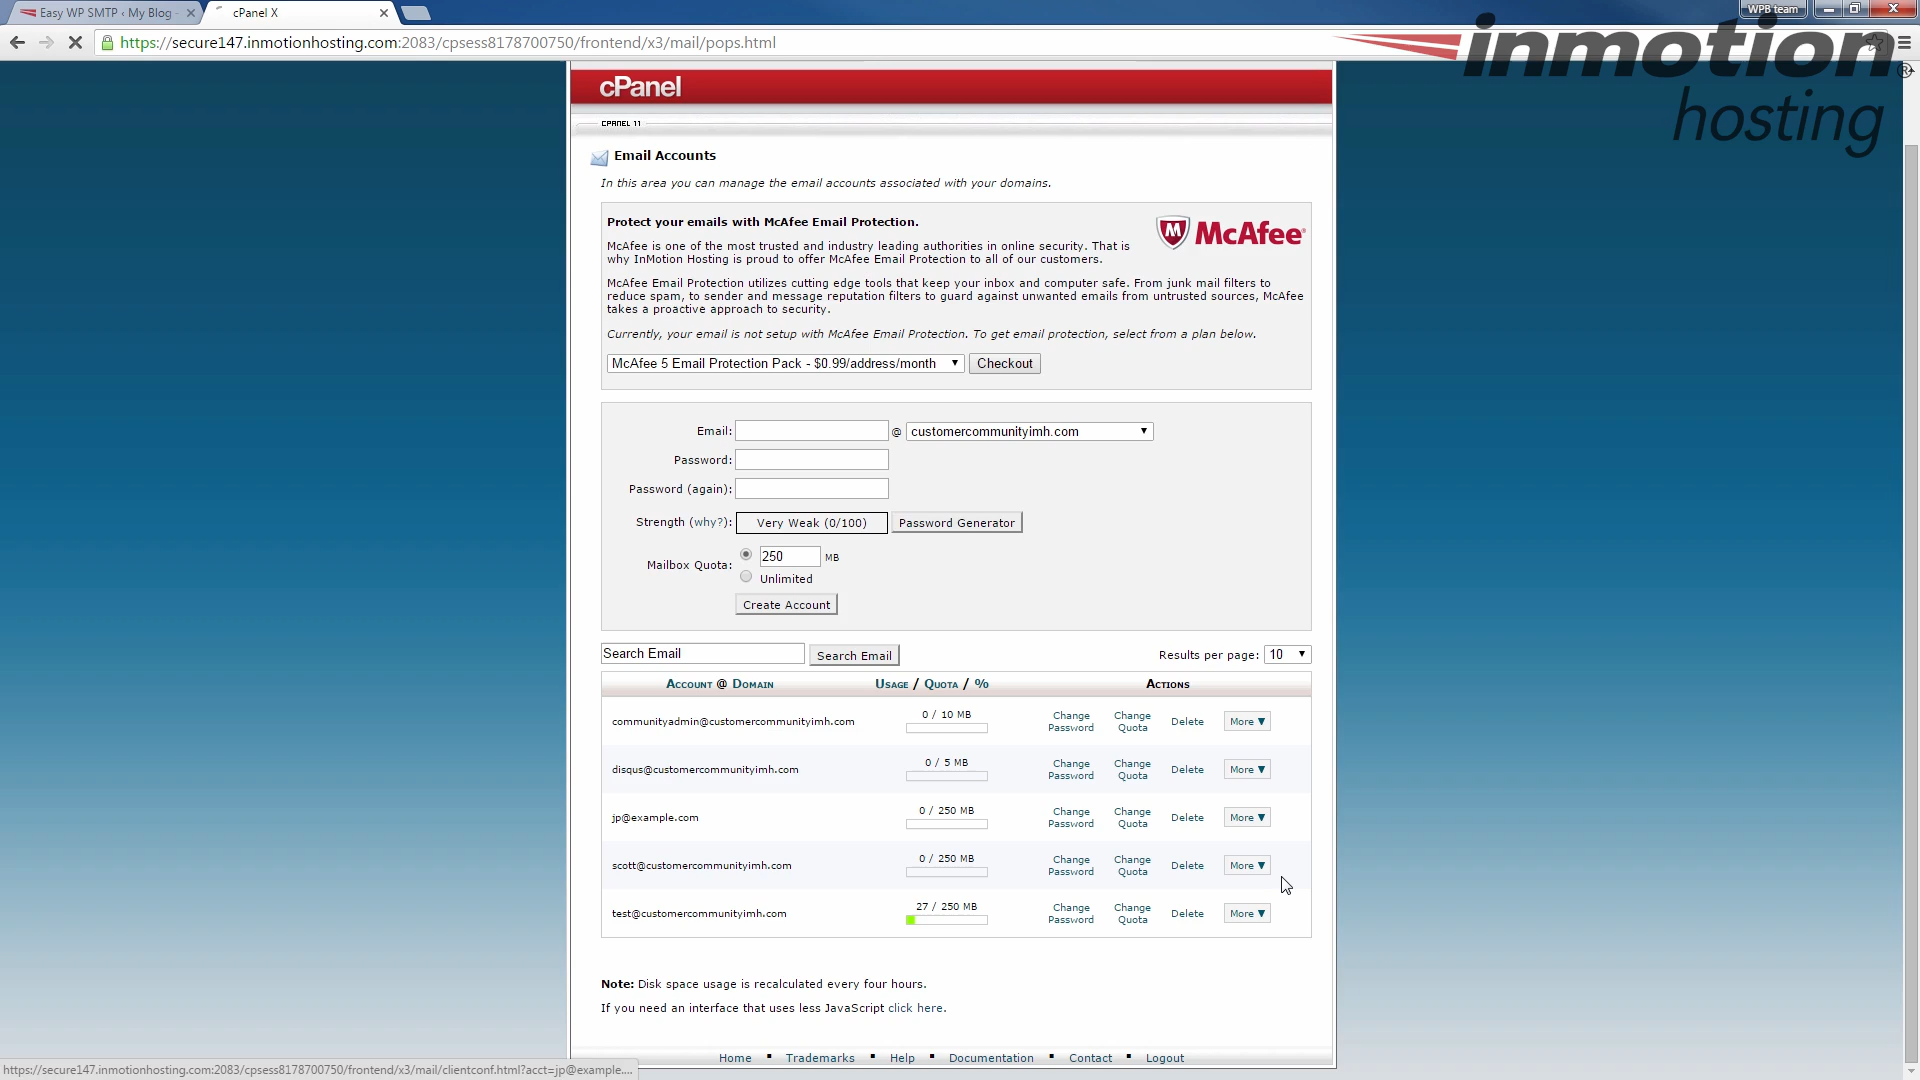 Easy WP SMTP ‹ My Blog
cPanel X
WPB team
https://secure147.inmotionhosting.com:2083/cpsess8178700750/frontend/x3/mail/pops.html
inmotion
hosting
cPanel
CPANEL 11
Email Accounts
In this area you can manage the email accounts associated with your domains.
Protect your emails with McAfee Email Protection.
McAfee
McAfee is one of the most trusted and industry leading authorities in online security. That is
why InMotion Hosting is proud to offer McAfee Email Protection to all of our customers.
McAfee Email Protection utilizes cutting edge tools that keep your inbox and computer safe. From junk mail filters to
reduce spam, to sender and message reputation filters to guard against unwanted emails from untrusted sources, McAfee
takes a proactive approach to security.
Currently, your email is not setup with McAfee Email Protection. To get email protection, select from a plan below.
McAfee 5 Email Protection Pack - $0.99/address/month ▼ Checkout
Email: @ customercommunityimh.com ▼
Password:
Password (again):
Strength (why?): Very Weak (0/100) Password Generator
Mailbox Quota: 250 MB
Unlimited
Create Account
Search Email Search Email Results per page: 10 ▼
Account @ Domain Usage / Quota / % Actions
communityadmin@customercommunityimh.com 0 / 10 MB Change Password Change Quota Delete More ▼
disqus@customercommunityimh.com 0 / 5 MB Change Password Change Quota Delete More ▼
jp@example.com 0 / 250 MB Change Password Change Quota Delete More ▼
scott@customercommunityimh.com 0 / 250 MB Change Password Change Quota Delete More ▼
test@customercommunityimh.com 27 / 250 MB Change Password Change Quota Delete More ▼
Note: Disk space usage is recalculated every four hours.
If you need an interface that uses less JavaScript click here.
Home ▪ Trademarks ▪ Help ▪ Documentation ▪ Contact ▪ Logout
https://secure147.inmotionhosting.com:2083/cpsess8178700750/frontend/x3/mail/clientconf.html?acct=jp@example....